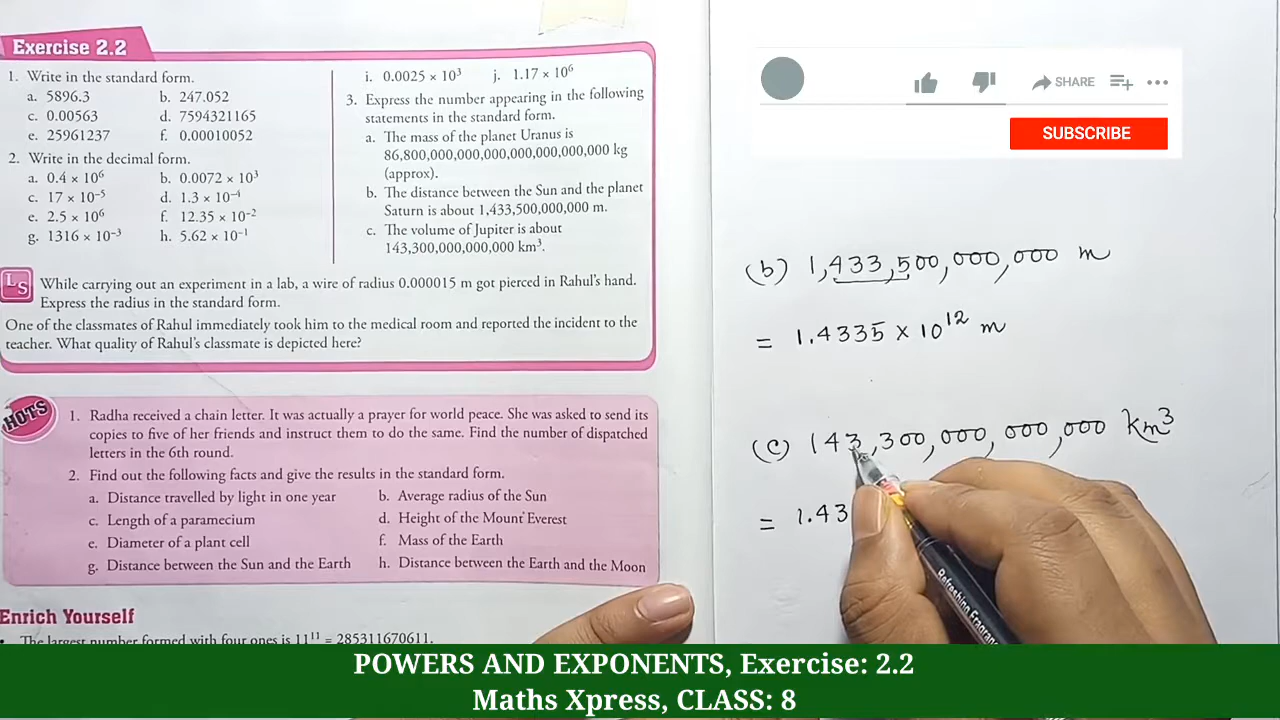 Exercise 2.2
1. Write in the standard form.
a. 5896.3 b. 247.052
c. 0.00563 d. 7594321165
e. 25961237 f. 0.00010052
2. Write in the decimal form.
a. 0.4 × 10⁶ b. 0.0072 × 10³
c. 17 × 10⁻⁵ d. 1.3 × 10⁻⁴
e. 2.5 × 10⁶ f. 12.35 × 10⁻²
g. 1316 × 10⁻³ h. 5.62 × 10⁻¹
i. 0.0025 × 10³ j. 1.17 × 10⁶
3. Express the number appearing in the following
statements in the standard form.
a. The mass of the planet Uranus is
86,800,000,000,000,000,000,000,000 kg
(approx).
b. The distance between the Sun and the planet
Saturn is about 1,433,500,000,000 m.
c. The volume of Jupiter is about
143,300,000,000,000 km³.
LS
While carrying out an experiment in a lab, a wire of radius 0.000015 m got pierced in Rahul's hand.
Express the radius in the standard form.
One of the classmates of Rahul immediately took him to the medical room and reported the incident to the
teacher. What quality of Rahul's classmate is depicted here?
HOTS
1. Radha received a chain letter. It was actually a prayer for world peace. She was asked to send its
copies to five of her friends and instruct them to do the same. Find the number of dispatched
letters in the 6th round.
2. Find out the following facts and give the results in the standard form.
a. Distance travelled by light in one year b. Average radius of the Sun
c. Length of a paramecium d. Height of the Mount Everest
e. Diameter of a plant cell f. Mass of the Earth
g. Distance between the Sun and the Earth h. Distance between the Earth and the Moon
Enrich Yourself
• The largest number formed with four ones is 11¹¹ = 285311670611.
SHARE
SUBSCRIBE
(b) 1,433,500,000,000 m
= 1.4335 × 10¹² m
(c) 143,300,000,000,000 km³
= 1.43
Refreshing Fragran
POWERS AND EXPONENTS, Exercise: 2.2
Maths Xpress, CLASS: 8